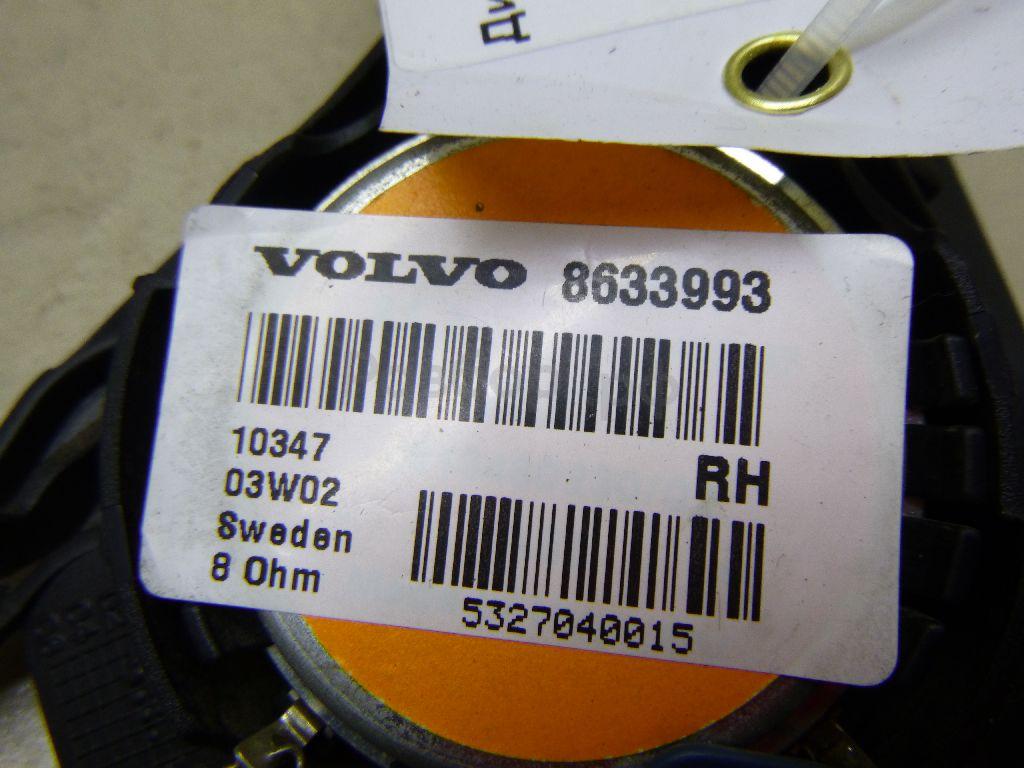 VOLVO 8633993
10347
03W02
RH
Sweden
8 Ohm
5327040015